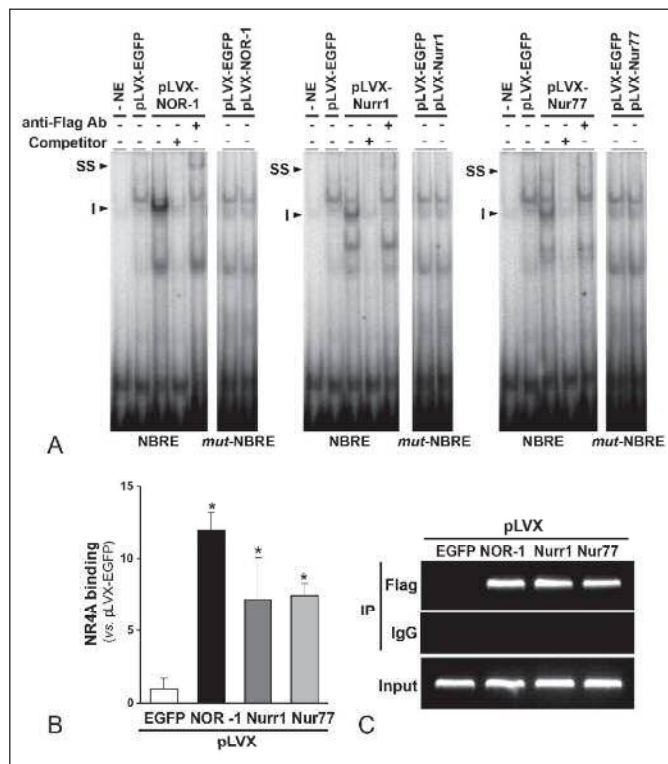 - NE
pLVX-EGFP
pLVX-
NOR-1
pLVX-EGFP
pLVX-NOR-1
- NE
pLVX-EGFP
pLVX-
Nurr1
pLVX-EGFP
pLVX-Nurr1
- NE
pLVX-EGFP
pLVX-
Nur77
pLVX-EGFP
pLVX-Nur77
anti-Flag Ab - - - - + - - - - - - + - - - - - - + - -
Competitor - - - + - - - - - - + - - - - - - + - - -
SS
I
SS
I
SS
I
A
NBRE
mut-NBRE
NBRE
mut-NBRE
NBRE
mut-NBRE
NR4A binding
(vs. pLVX-EGFP)
15
10
5
0
*
*
*
EGFP NOR -1 Nurr1 Nur77
pLVX
B
pLVX
EGFP NOR-1 Nurr1 Nur77
IP
Flag
IgG
Input
C